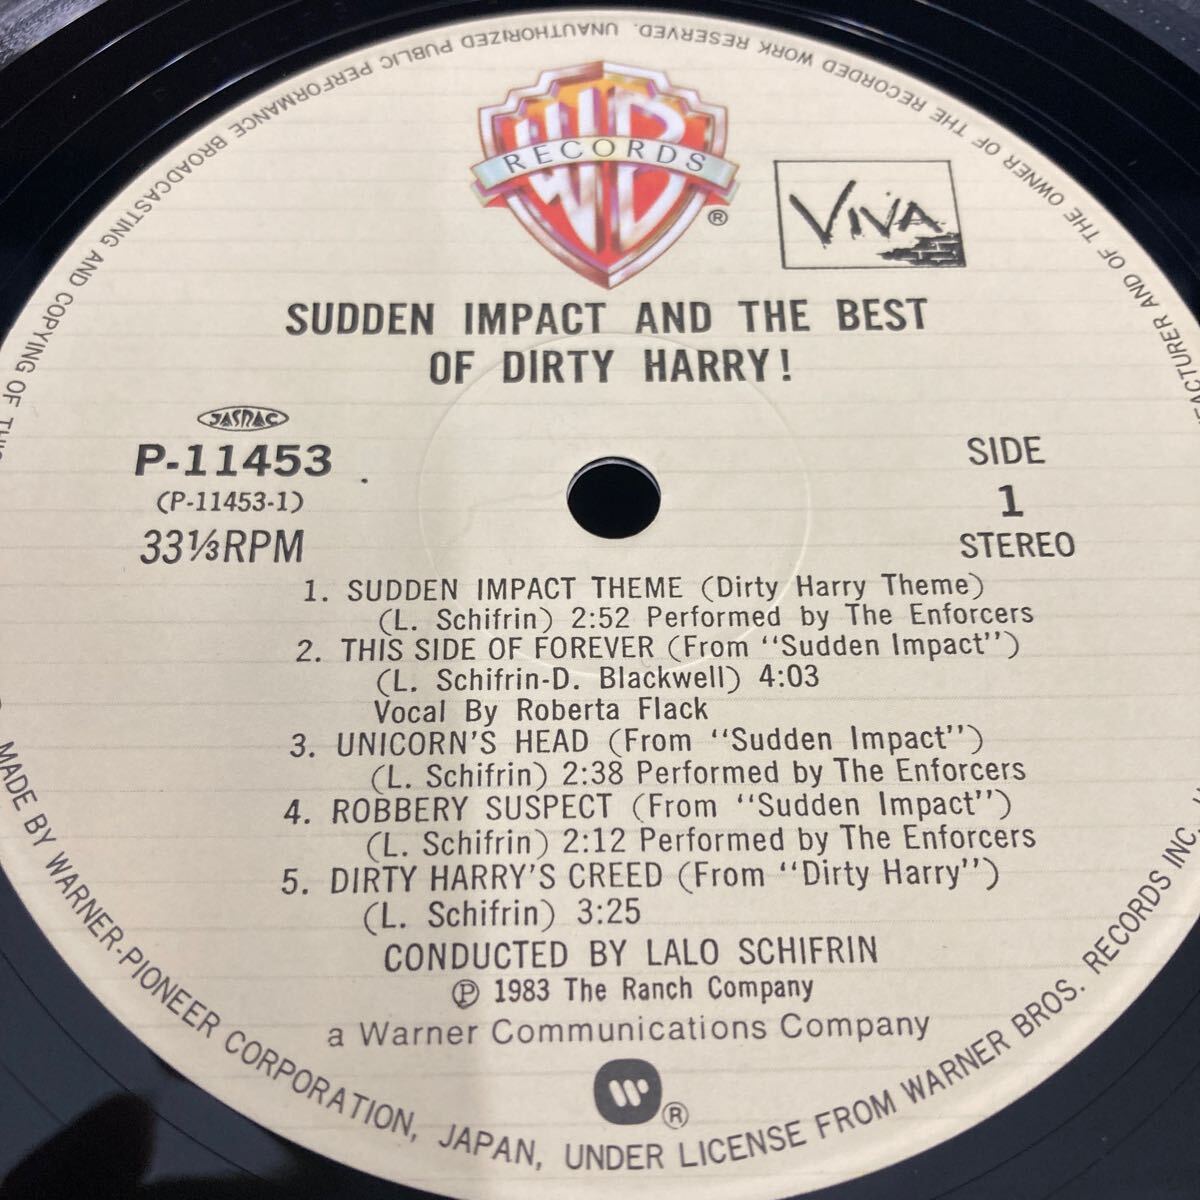 MANUFACTURER AND OF THE OWNER OF THE RECORDED WORK RESERVED. UNAUTHORIZED PUBLIC PERFORMANCE BROADCASTING AND COPYING OF
WB
RECORDS
®
VIVA
SUDDEN IMPACT AND THE BEST
OF DIRTY HARRY!
JASRAC
P-11453
(P-11453-1)
33⅓RPM
SIDE
1
STEREO
1. SUDDEN IMPACT THEME (Dirty Harry Theme)
(L. Schifrin) 2:52 Performed by The Enforcers
2. THIS SIDE OF FOREVER (From "Sudden Impact")
(L. Schifrin-D. Blackwell) 4:03
Vocal By Roberta Flack
3. UNICORN'S HEAD (From "Sudden Impact")
(L. Schifrin) 2:38 Performed by The Enforcers
4. ROBBERY SUSPECT (From "Sudden Impact")
(L. Schifrin) 2:12 Performed by The Enforcers
5. DIRTY HARRY'S CREED (From "Dirty Harry")
(L. Schifrin) 3:25
CONDUCTED BY LALO SCHIFRIN
℗ 1983 The Ranch Company
a Warner Communications Company
®
MADE BY WARNER-PIONEER CORPORATION, JAPAN, UNDER LICENSE FROM WARNER BROS. RECORDS INC.